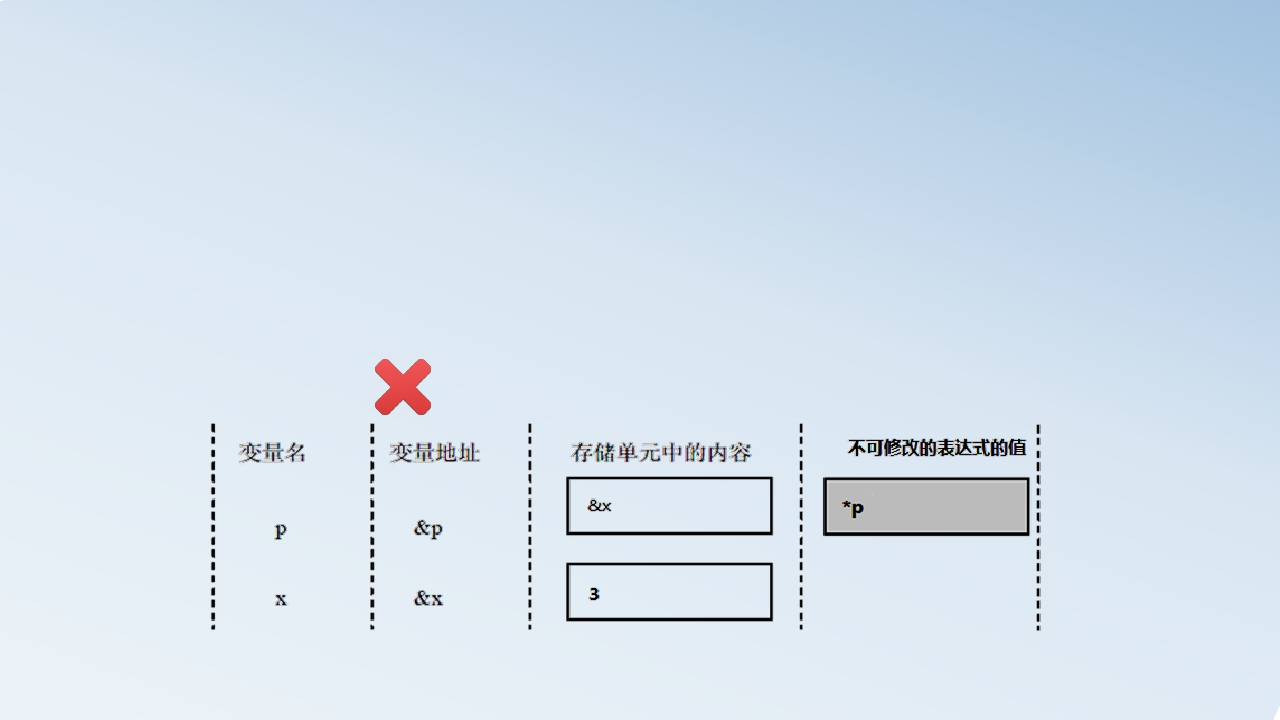 变量名 变量地址 存储单元中的内容 不可修改的表达式的值
&x *p
p &p
3
x &x